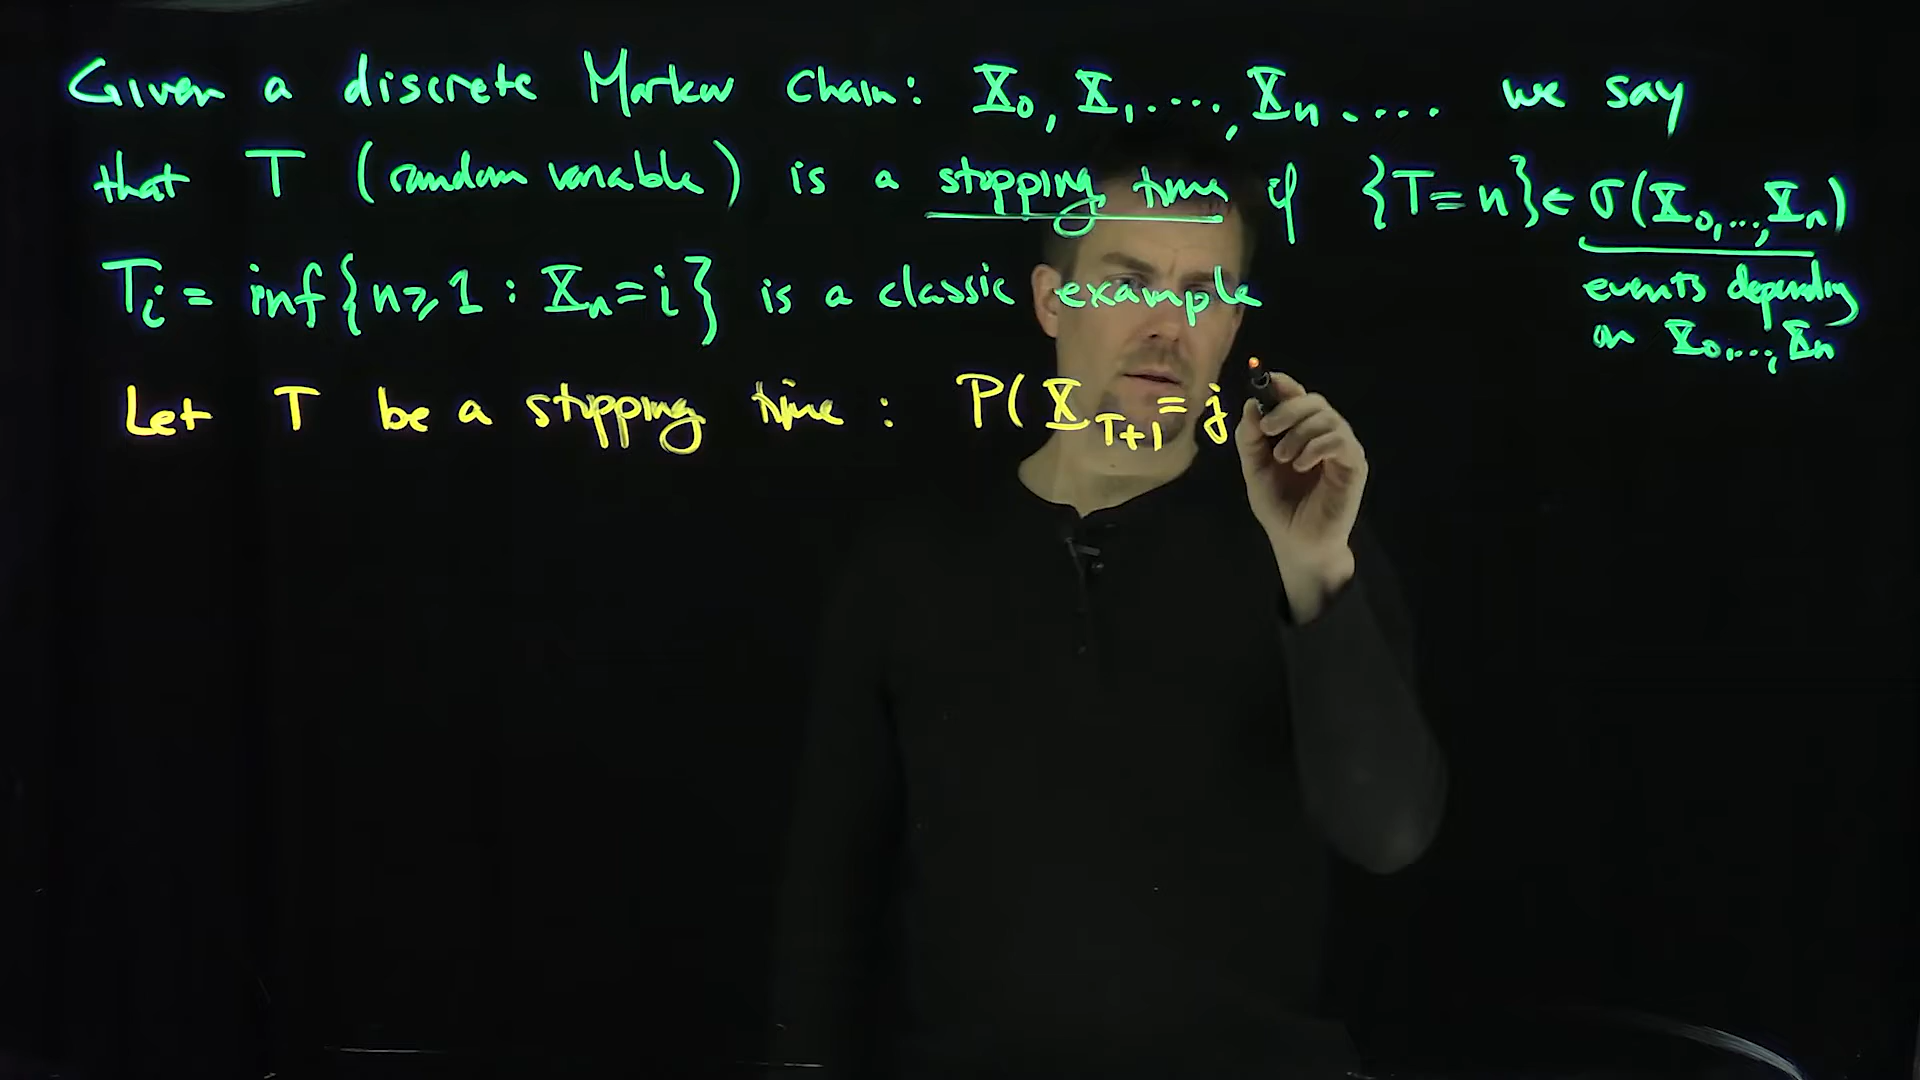 Given a discrete Markov Chain: X₀, X₁, ...., Xₙ .... we say
that T (random variable) is a stopping time if {T=n}∈ σ(X₀,...,Xₙ)
events depending
on X₀,...,Xₙ
Tᵢ = inf{n≥1 : Xₙ=i} is a classic example
Let T be a stopping time : P( X_{T+1} = j